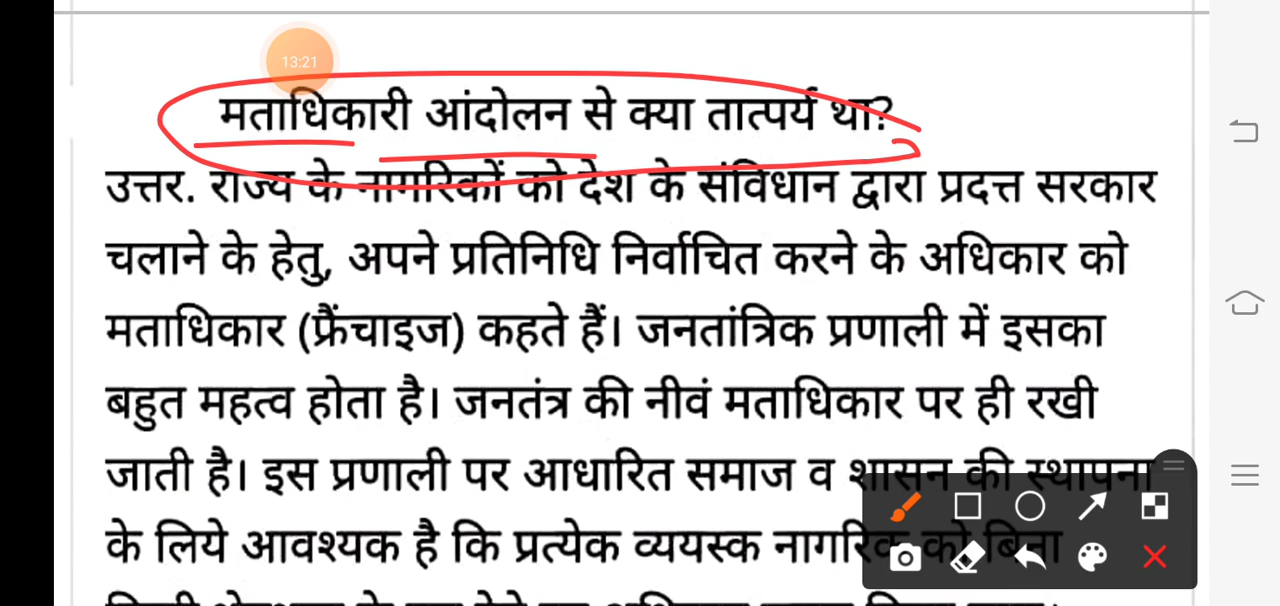 13:21
मताधिकारी आंदोलन से क्या तात्पर्य था?
उत्तर. राज्य के नागरिकों को देश के संविधान द्वारा प्रदत्त सरकार
चलाने के हेतु, अपने प्रतिनिधि निर्वाचित करने के अधिकार को
मताधिकार (फ्रैंचाइज) कहते हैं। जनतांत्रिक प्रणाली में इसका
बहुत महत्व होता है। जनतंत्र की नीवं मताधिकार पर ही रखी
जाती है। इस प्रणाली पर आधारित समाज व शासन की स्थापना
के लिये आवश्यक है कि प्रत्येक व्ययस्क नागरिक को बिना